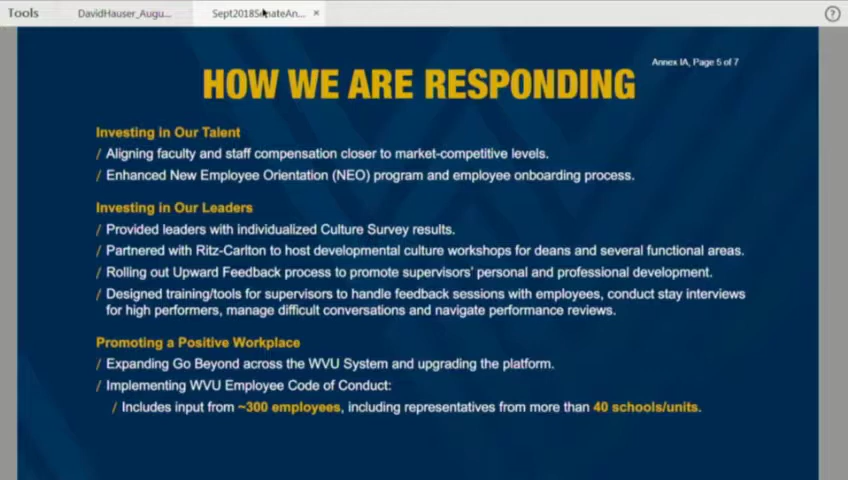 Tools
DavidHauser_Augu...
Sept2018SenateAn...
Annex IA, Page 5 of 7
HOW WE ARE RESPONDING
Investing in Our Talent
/ Aligning faculty and staff compensation closer to market-competitive levels.
/ Enhanced New Employee Orientation (NEO) program and employee onboarding process.
Investing in Our Leaders
/ Provided leaders with individualized Culture Survey results.
/ Partnered with Ritz-Carlton to host developmental culture workshops for deans and several functional areas.
/ Rolling out Upward Feedback process to promote supervisors' personal and professional development.
/ Designed training/tools for supervisors to handle feedback sessions with employees, conduct stay interviews
for high performers, manage difficult conversations and navigate performance reviews.
Promoting a Positive Workplace
/ Expanding Go Beyond across the WVU System and upgrading the platform.
/ Implementing WVU Employee Code of Conduct:
/ Includes input from ~300 employees, including representatives from more than 40 schools/units.